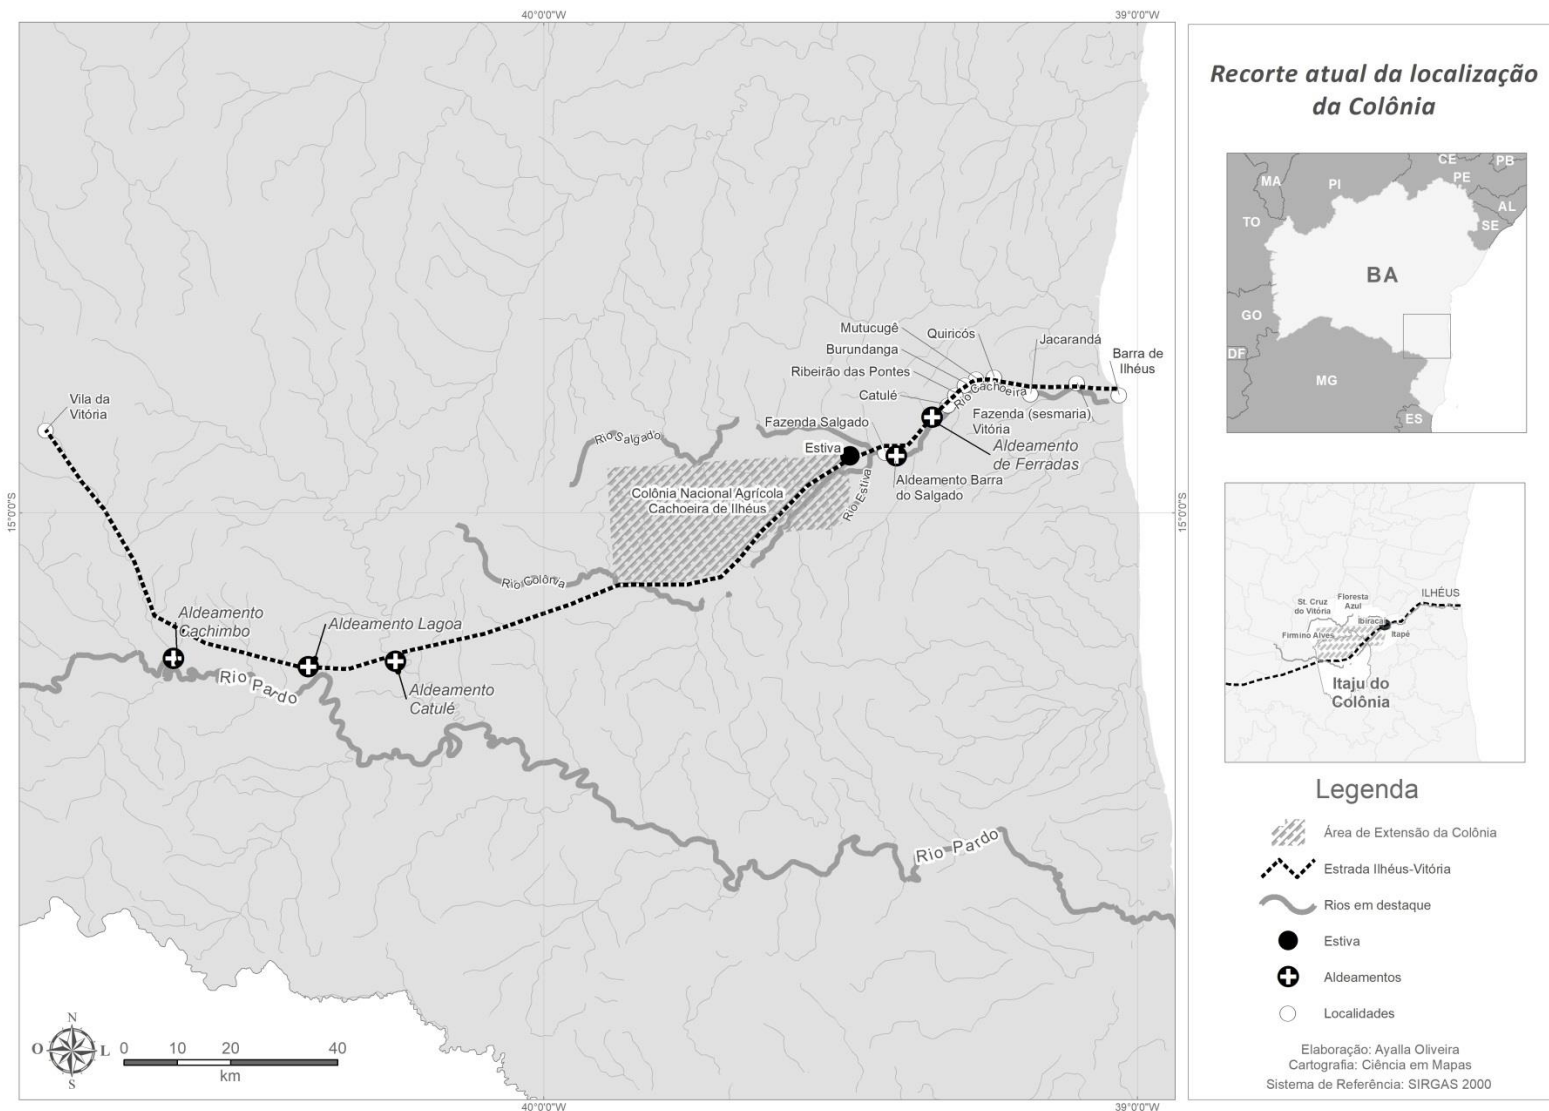 40°0'0"W
39°0'0"W
Mutucugê
Quiricós
Jacarandá
Burundanga
Barra de
Ilhéus
Ribeirão das Pontes
Rio Cachoeira
Catulé
Vila da
Vitória
Fazenda Salgado
Fazenda (sesmaria)
Vitória
Rio Salgado
Estiva
Aldeamento
de Ferradas
Aldeamento Barra
do Salgado
Rio Estiva
Colônia Nacional Agrícola
Cachoeira de Ilhéus
15°0'0"S
15°0'0"S
Rio Colônia
Aldeamento
Cachimbo
Aldeamento Lagoa
Rio Pardo
Aldeamento
Catulé
Rio Pardo
N
O
L
S
0 10 20 40
km
40°0'0"W
39°0'0"W
Recorte atual da localização
da Colônia
CE
PB
MA
PI
PE
AL
TO
SE
BA
GO
DF
MG
ES
ILHÉUS
St. Cruz
do Vitória
Floresta
Azul
Ibicaraí
Firmino Alves
Itapé
Itaju do
Colônia
Legenda
Área de Extensão da Colônia
Estrada Ilhéus-Vitória
Rios em destaque
Estiva
Aldeamentos
Localidades
Elaboração: Ayalla Oliveira
Cartografia: Ciência em Mapas
Sistema de Referência: SIRGAS 2000